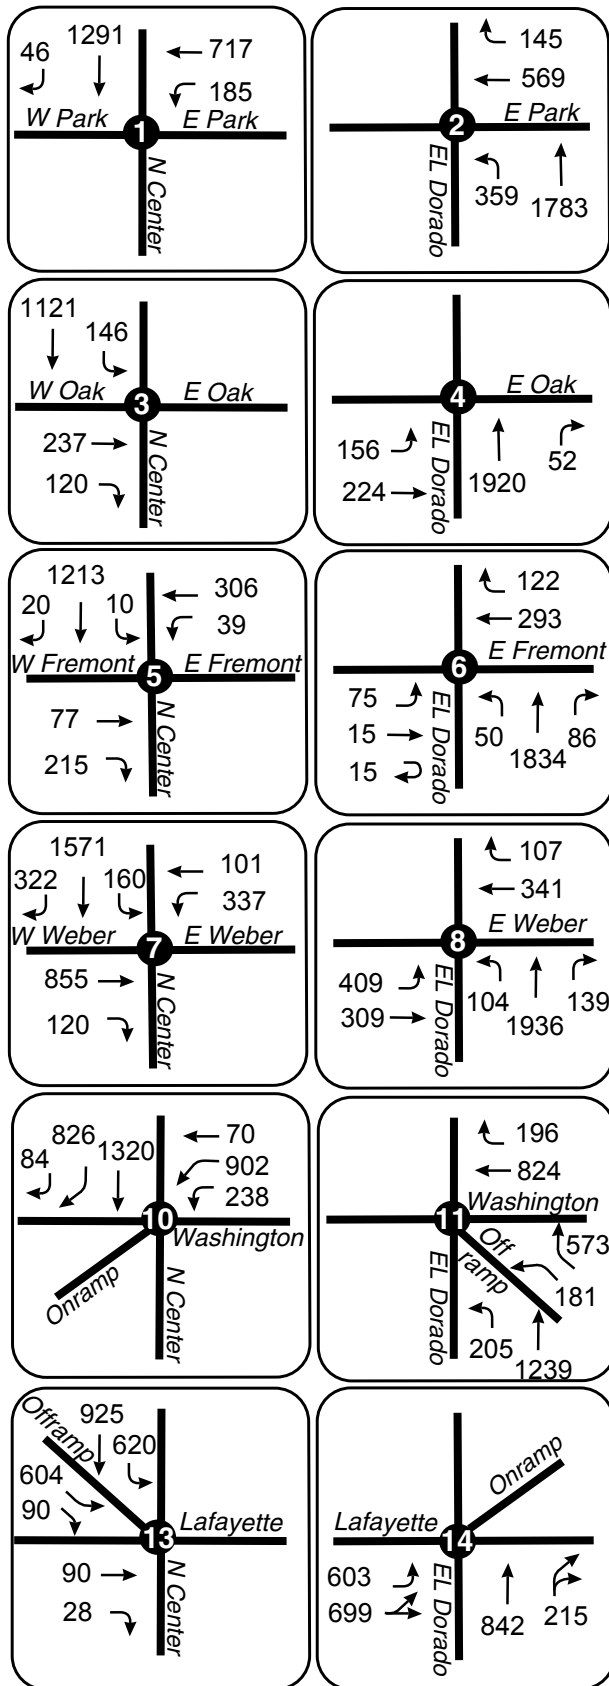 46 1291 717
185
W Park 1 E Park
N Center
145
569
E Park
2
EL Dorado
359 1783
1121 146
W Oak 3 E Oak
237
120
N Center
E Oak
4
156
224
EL Dorado
1920 52
1213
20 10 306
39
W Fremont E Fremont
5
77
215
N Center
122
293
E Fremont
6
75
15
15
EL Dorado
50 1834 86
1571
322 160 101
337
W Weber 7 E Weber
855
120
N Center
107
341
E Weber
8
409
309
EL Dorado
104 1936 139
84 826 1320 70
902
238
10
Washington
Onramp
N Center
196
824
Washington
11
Off
ramp
573
181
EL Dorado
205
1239
Offramp 925
620
604
90
13 Lafayette
90
28
N Center
Onramp
Lafayette
14
603
699
EL Dorado
842 215